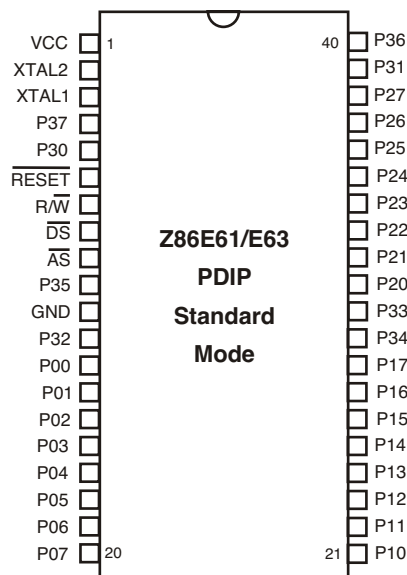 VCC 1 40 P36
XTAL2 P31
XTAL1 P27
P37 P26
P30 P25
RESET P24
R/W P23
DS P22
AS P21
P35 P20
GND P33
P32 P34
P00 P17
P01 P16
P02 P15
P03 P14
P04 P13
P05 P12
P06 P11
P07 20 21 P10
Z86E61/E63
PDIP
Standard
Mode